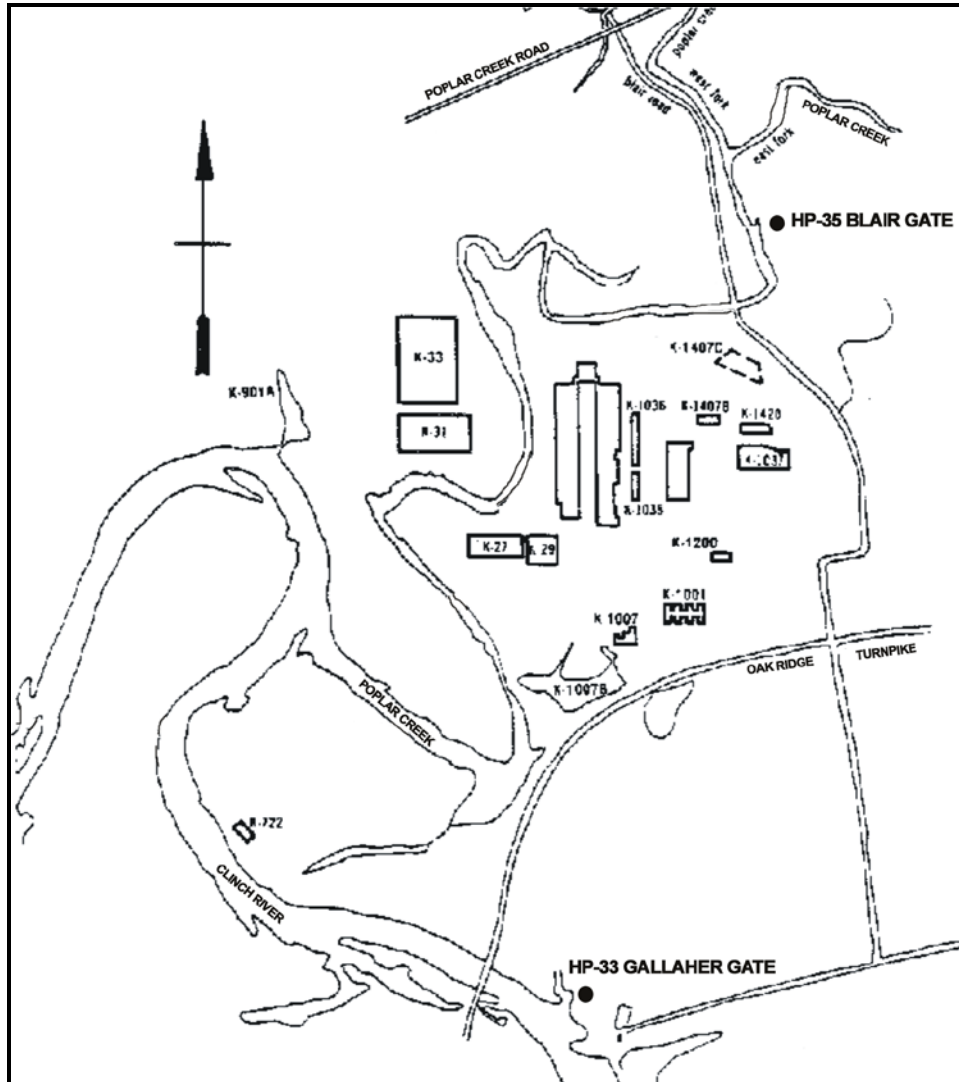 POPLAR CREEK ROAD
blair road
west fork
POPLAR CREEK
east fork
HP-35 BLAIR GATE
K-33
K-1407C
K-901A
K-31
K-1036
K-1407B
K-1420
K-1037
K-1035
K-27
K-29
K-1200
K-1001
K 1007
K-1007B
OAK RIDGE TURNPIKE
POPLAR CREEK
K-722
CLINCH RIVER
HP-33 GALLAHER GATE